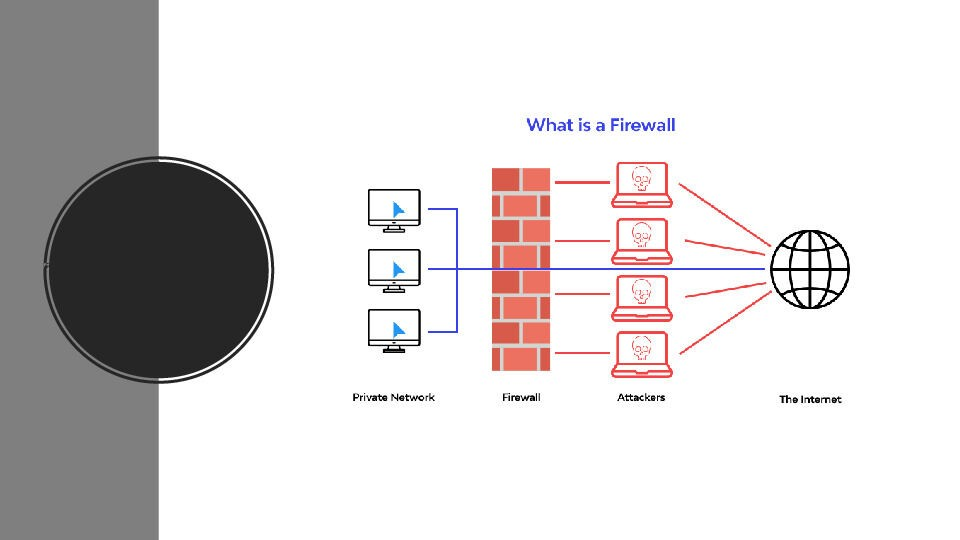 What is a Firewall
Private Network
Firewall
Attackers
The Internet